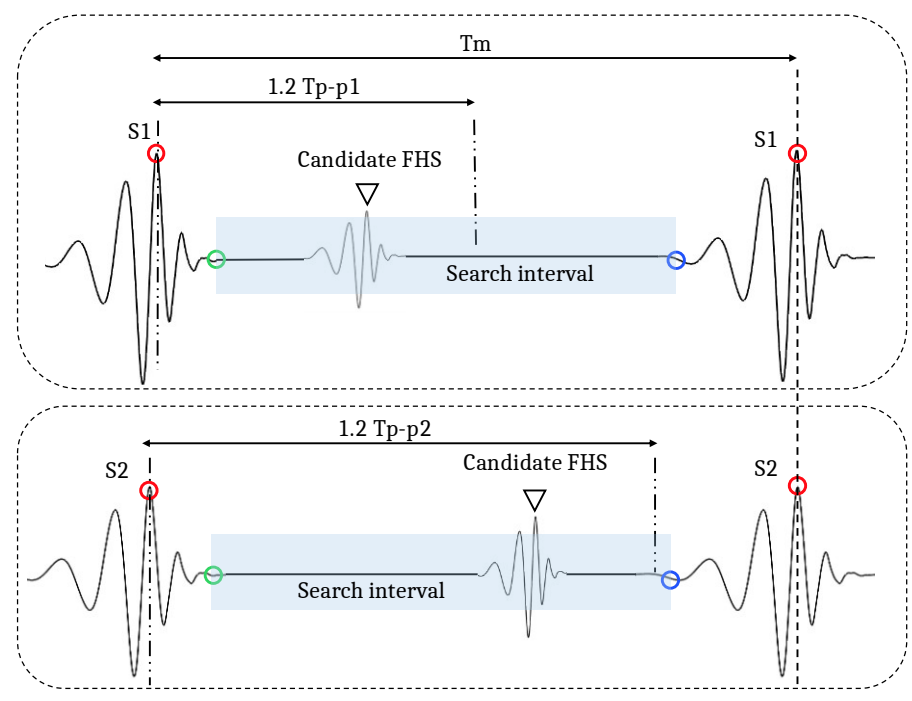 Tm
1.2 Tp-p1
S1
S1
Candidate FHS
Search interval
1.2 Tp-p2
S2
Candidate FHS
S2
Search interval